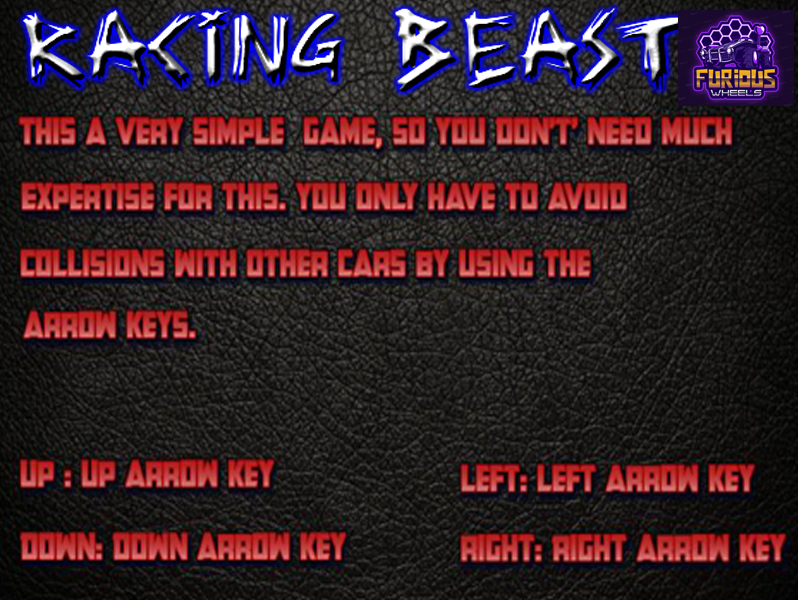 RACING BEAST
FURIOUS
WHEELS
THIS A VERY SIMPLE GAME, SO YOU DON'T' NEED MUCH
EXPERTISE FOR THIS. YOU ONLY HAVE TO AVOID
COLLISIONS WITH OTHER CARS BY USING THE
ARROW KEYS.
UP : UP ARROW KEY
LEFT: LEFT ARROW KEY
DOWN: DOWN ARROW KEY
RIGHT: RIGHT ARROW KEY